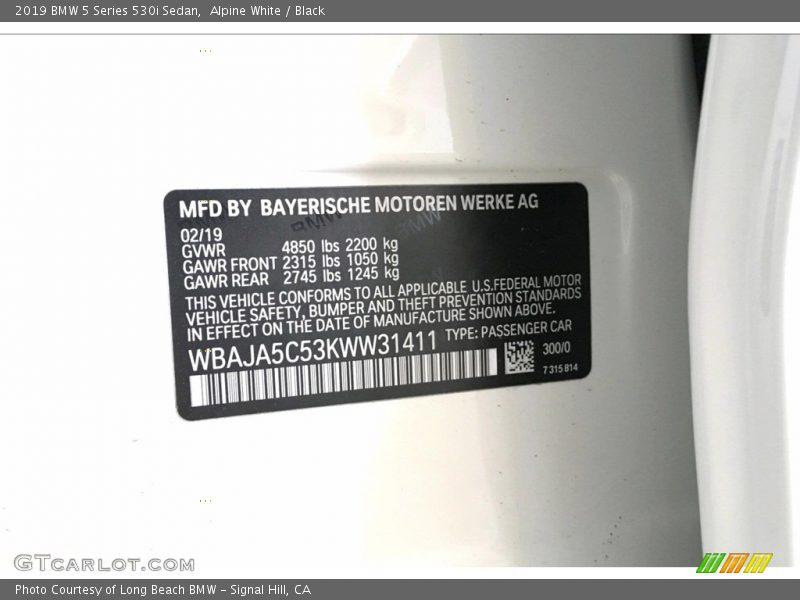 2019 BMW 5 Series 530i Sedan,  Alpine White / Black
MFD BY BAYERISCHE MOTOREN WERKE AG
02/19
GVWR 4850 lbs 2200 kg
GAWR FRONT 2315 lbs 1050 kg
GAWR REAR 2745 lbs 1245 kg
THIS VEHICLE CONFORMS TO ALL APPLICABLE U.S.FEDERAL MOTOR
VEHICLE SAFETY, BUMPER AND THEFT PREVENTION STANDARDS
IN EFFECT ON THE DATE OF MANUFACTURE SHOWN ABOVE.
WBAJA5C53KWW31411 TYPE: PASSENGER CAR
300/0
7 315 814
GTCARLOT.COM
Photo Courtesy of Long Beach BMW - Signal Hill, CA